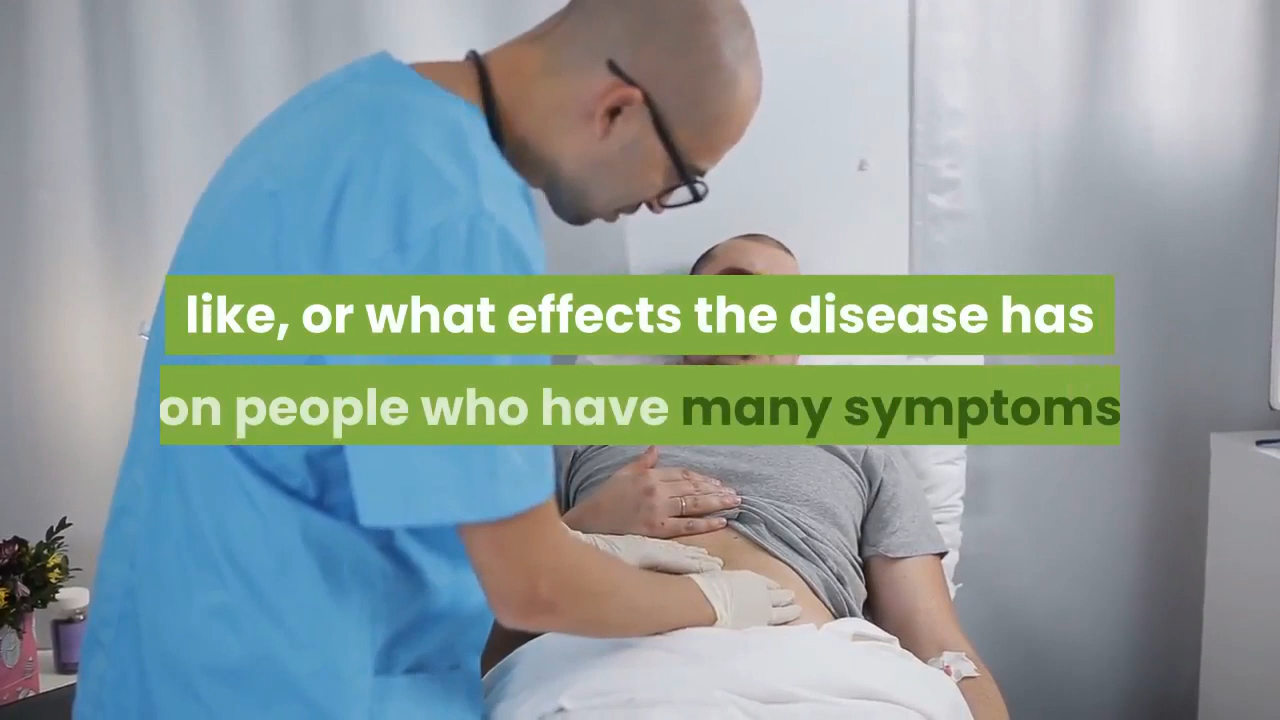 like, or what effects the disease has
on people who have many symptoms